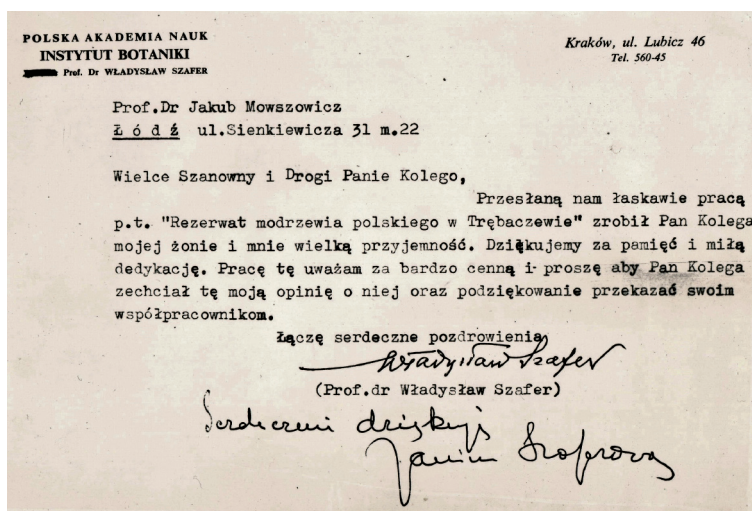 POLSKA AKADEMIA NAUK
INSTYTUT BOTANIKI
Prof. Dr WŁADYSŁAW SZAFER
Kraków, ul. Lubicz 46
Tel. 560-45
Prof.Dr Jakub Mowszowicz
Łódź ul.Sienkiewicza 31 m.22
Wielce Szanowny i Drogi Panie Kolego,
Przesłaną nam łaskawie pracą
p.t. "Rezerwat modrzewia polskiego w Trębaczewie" zrobił Pan Kolega
mojej żonie i mnie wielką przyjemność. Dziękujemy za pamięć i miłą
dedykację. Pracę tę uważam za bardzo cenną i proszę aby Pan Kolega
zechciał tę moją opinię o niej oraz podziękowanie przekazać swoim
współpracownikom.
Łączę serdeczne pozdrowienia
Władysław Szafer
(Prof.dr Władysław Szafer)
Serdecznie dziękuję
Janina Szaferowa